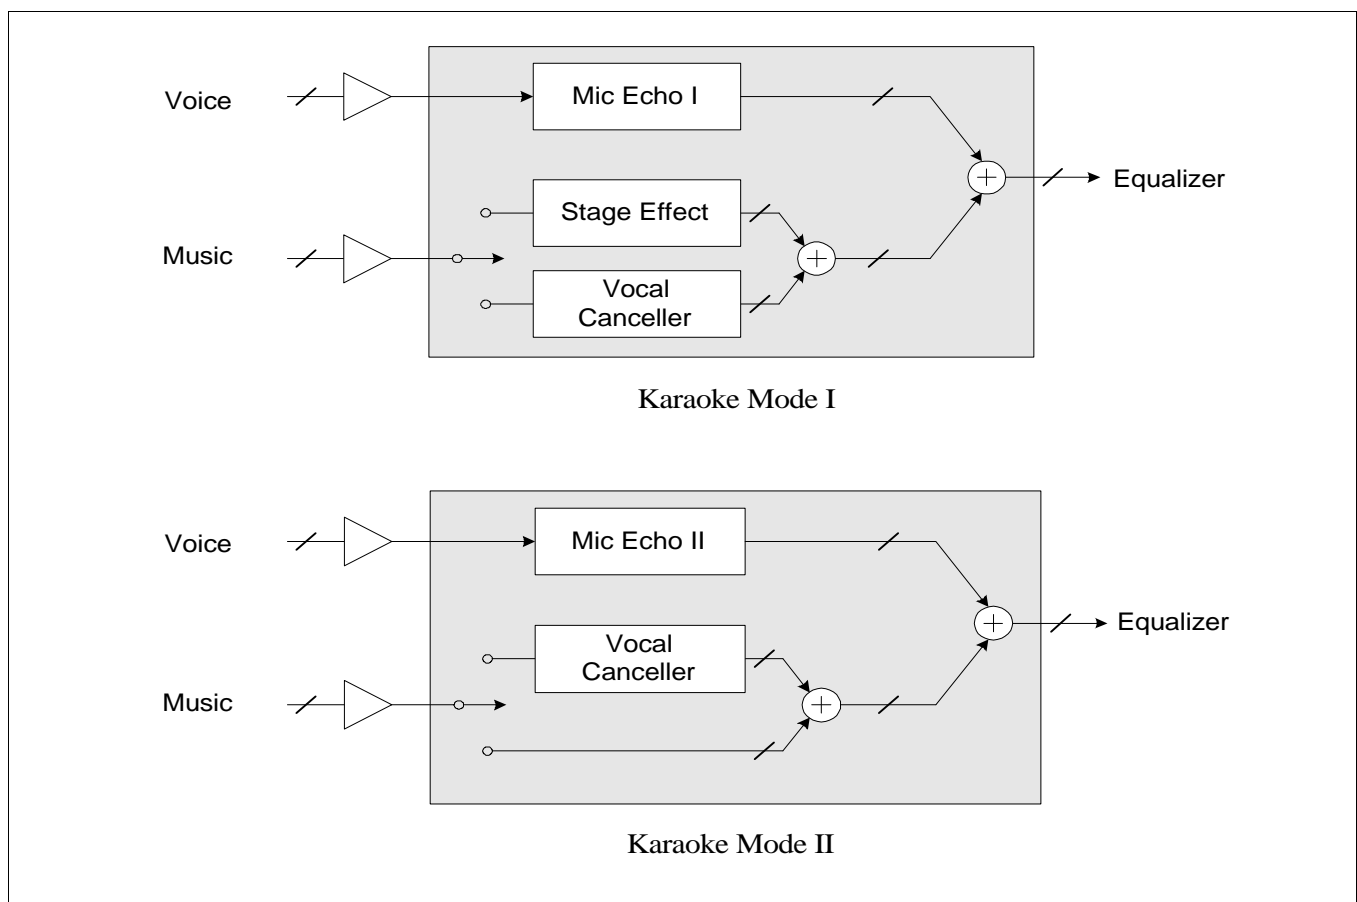 Voice
Mic Echo I
Equalizer
Stage Effect
Music
Vocal
Canceller
Karaoke Mode I
Voice
Mic Echo II
Equalizer
Vocal
Canceller
Music
Karaoke Mode II